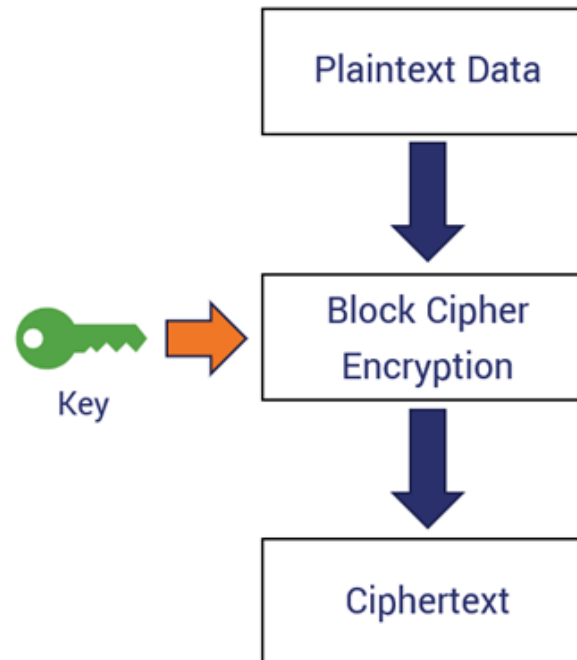 Plaintext Data
Block Cipher
Encryption
Key
Ciphertext